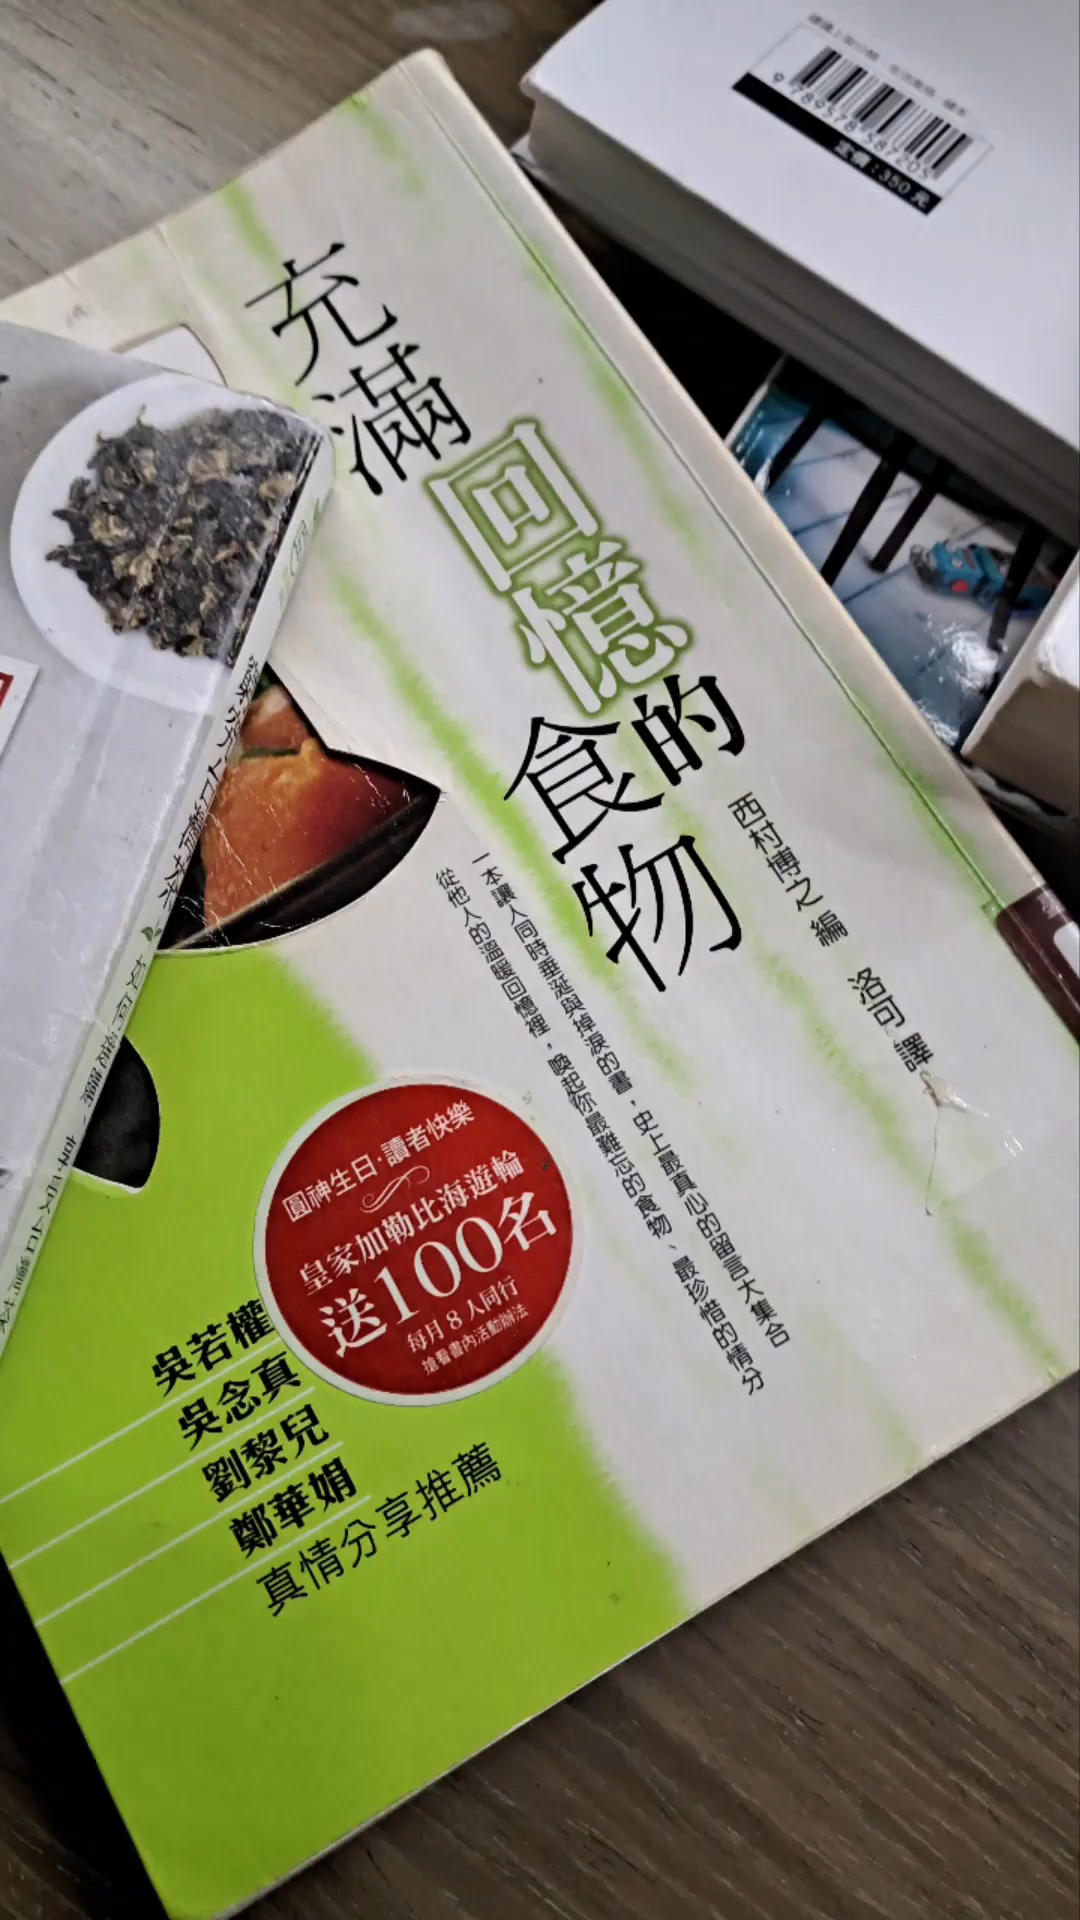 充滿
回憶的
食物
西村博之 編 洛可 譯
一本讓人同時垂涎與掉淚的書，史上最真心的留言大集合
從他人的溫暖回憶裡，喚起你最難忘的食物、最珍惜的情分
圓神生日·讀者快樂
皇家加勒比海遊輪
送100名
每月8人同行
搶看書內活動辦法
吳若權
吳念真
劉黎兒
鄭華娟
真情分享推薦
9 789578 587205
定價：350元